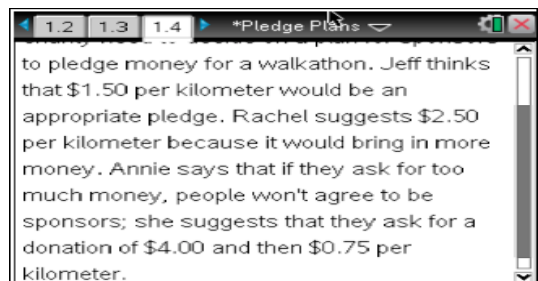 1.2 1.3 1.4 *Pledge Plans
to pledge money for a walkathon. Jeff thinks
that $1.50 per kilometer would be an
appropriate pledge. Rachel suggests $2.50
per kilometer because it would bring in more
money. Annie says that if they ask for too
much money, people won't agree to be
sponsors; she suggests that they ask for a
donation of $4.00 and then $0.75 per
kilometer.